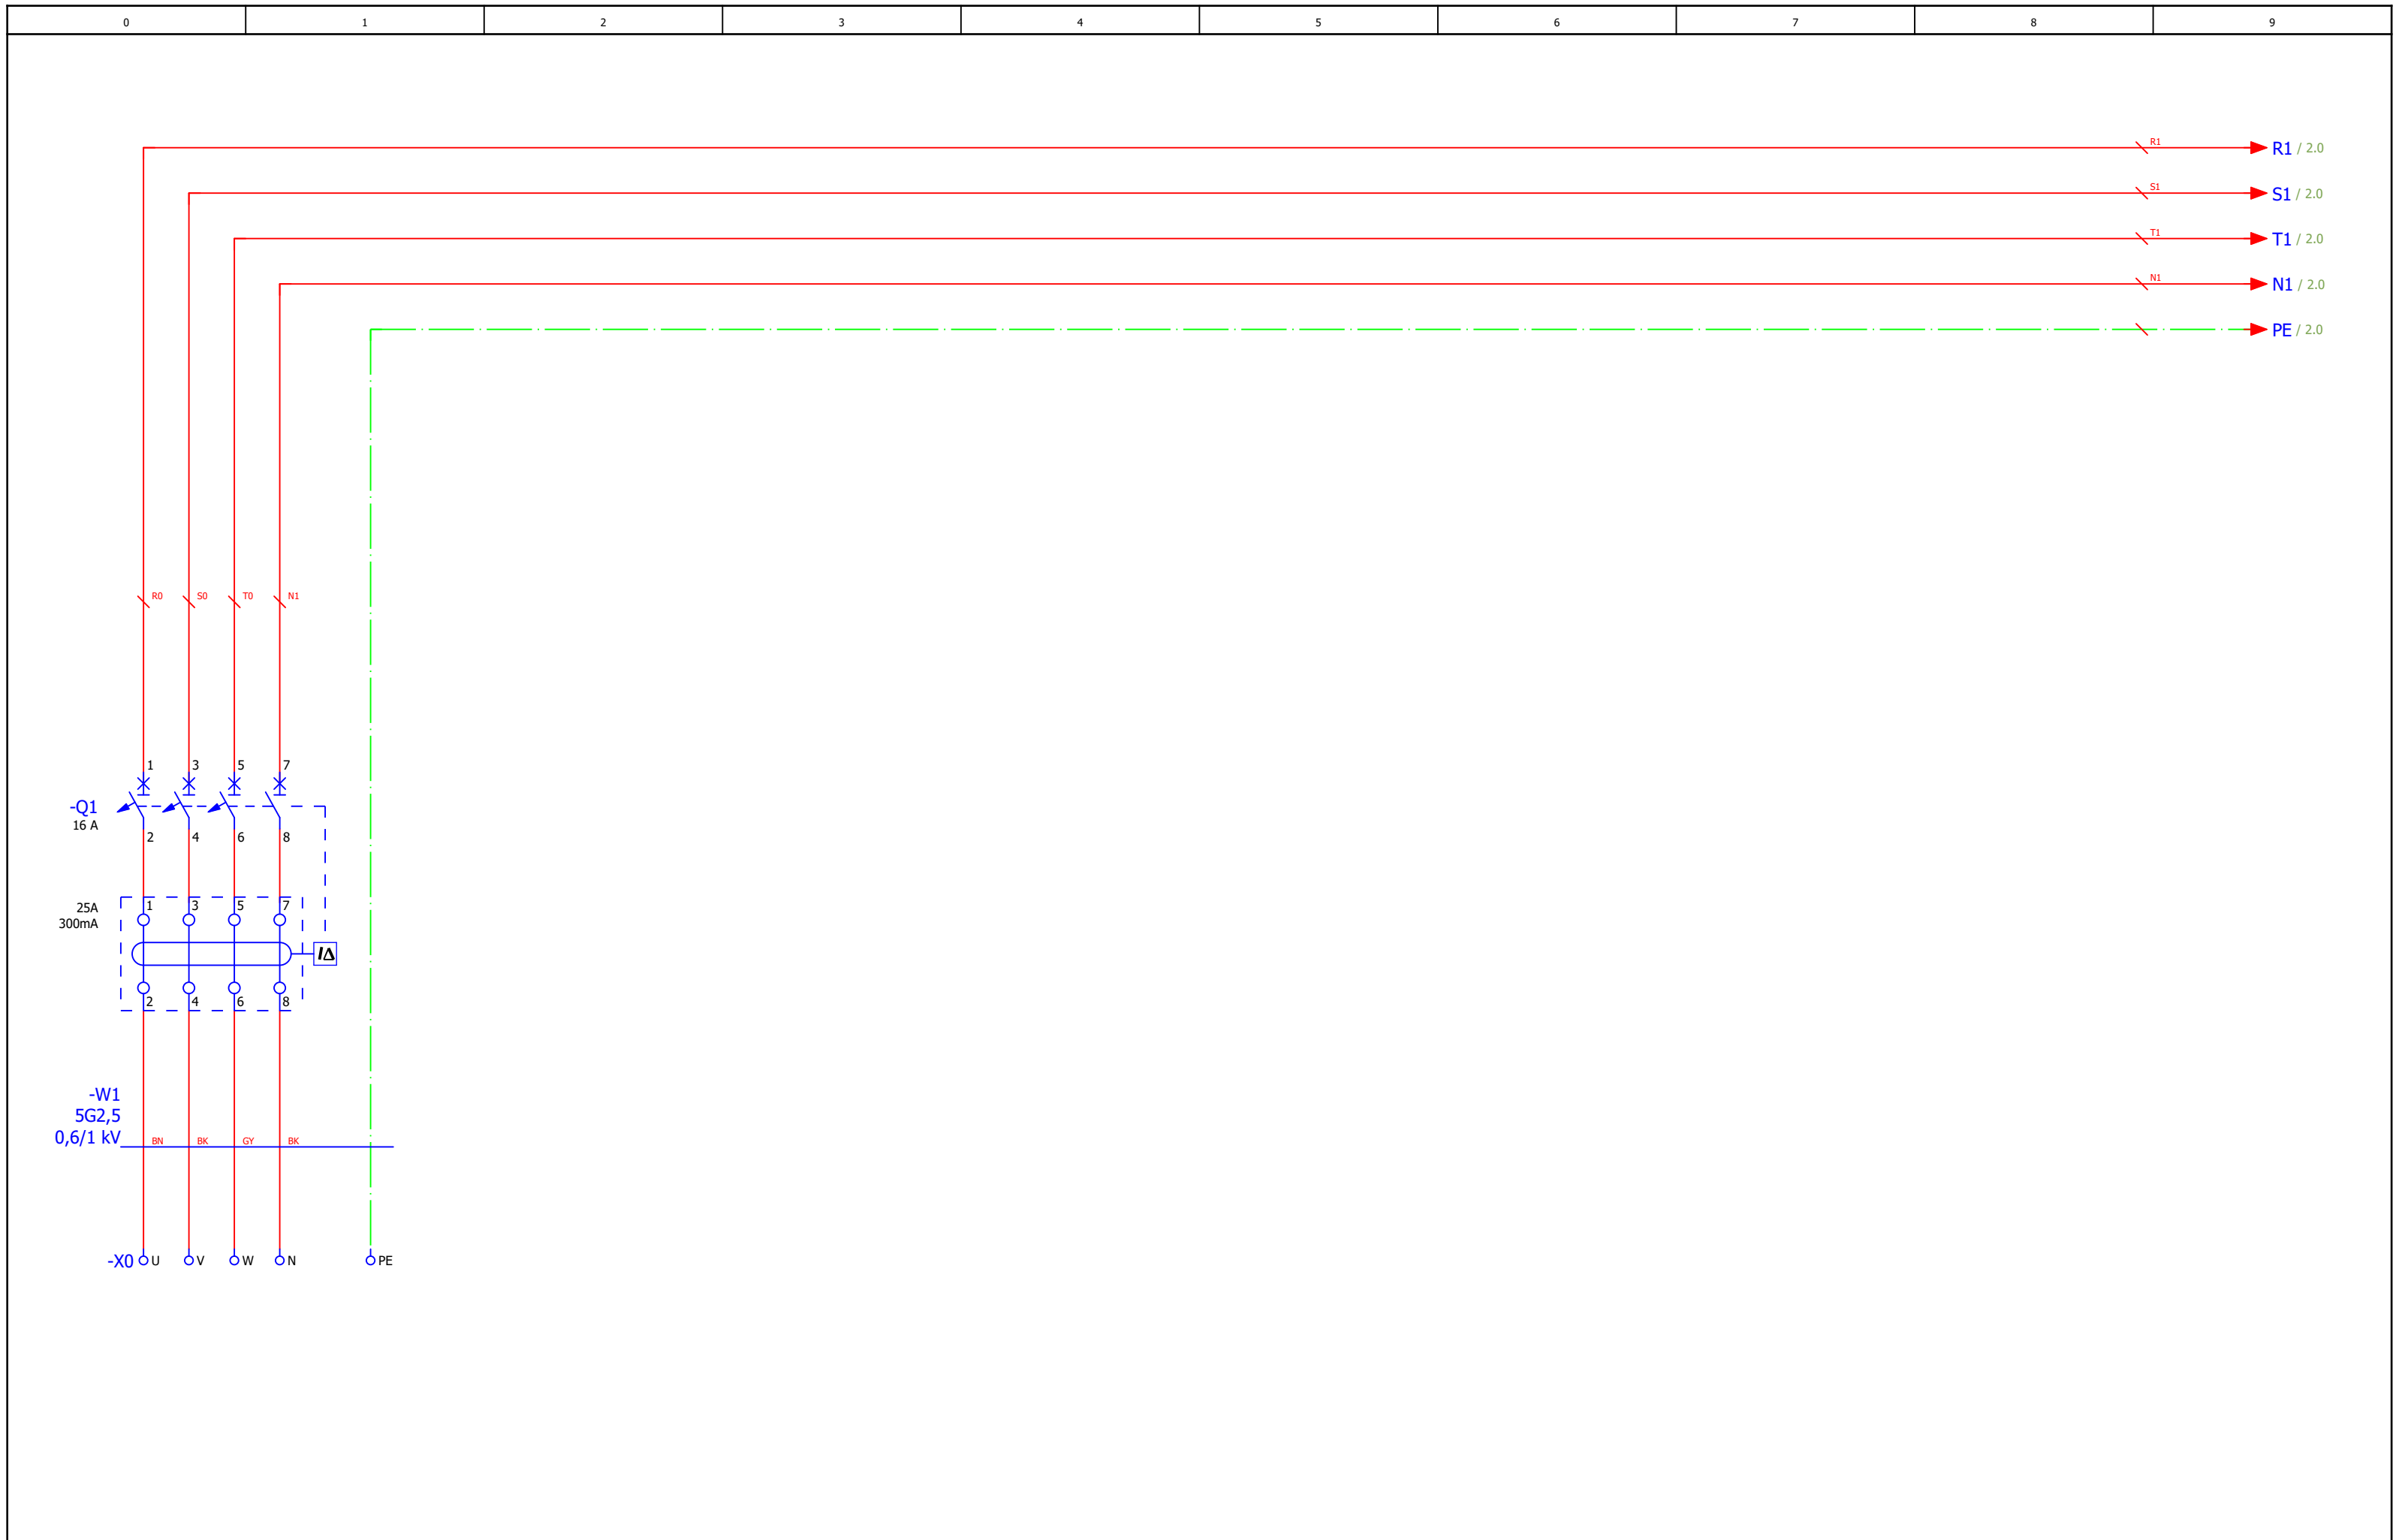 0 1 2 3 4 5 6 7 8 9
R1
R1 / 2.0
S1
S1 / 2.0
T1
T1 / 2.0
N1
N1 / 2.0
PE / 2.0
R0 S0 T0 N1
1 3 5 7
-Q1
16 A
2 4 6 8
25A
300mA
1 3 5 7
IΔ
2 4 6 8
-W1
5G2,5
0,6/1 kV
BN BK GY BK
-X0 U V W N PE